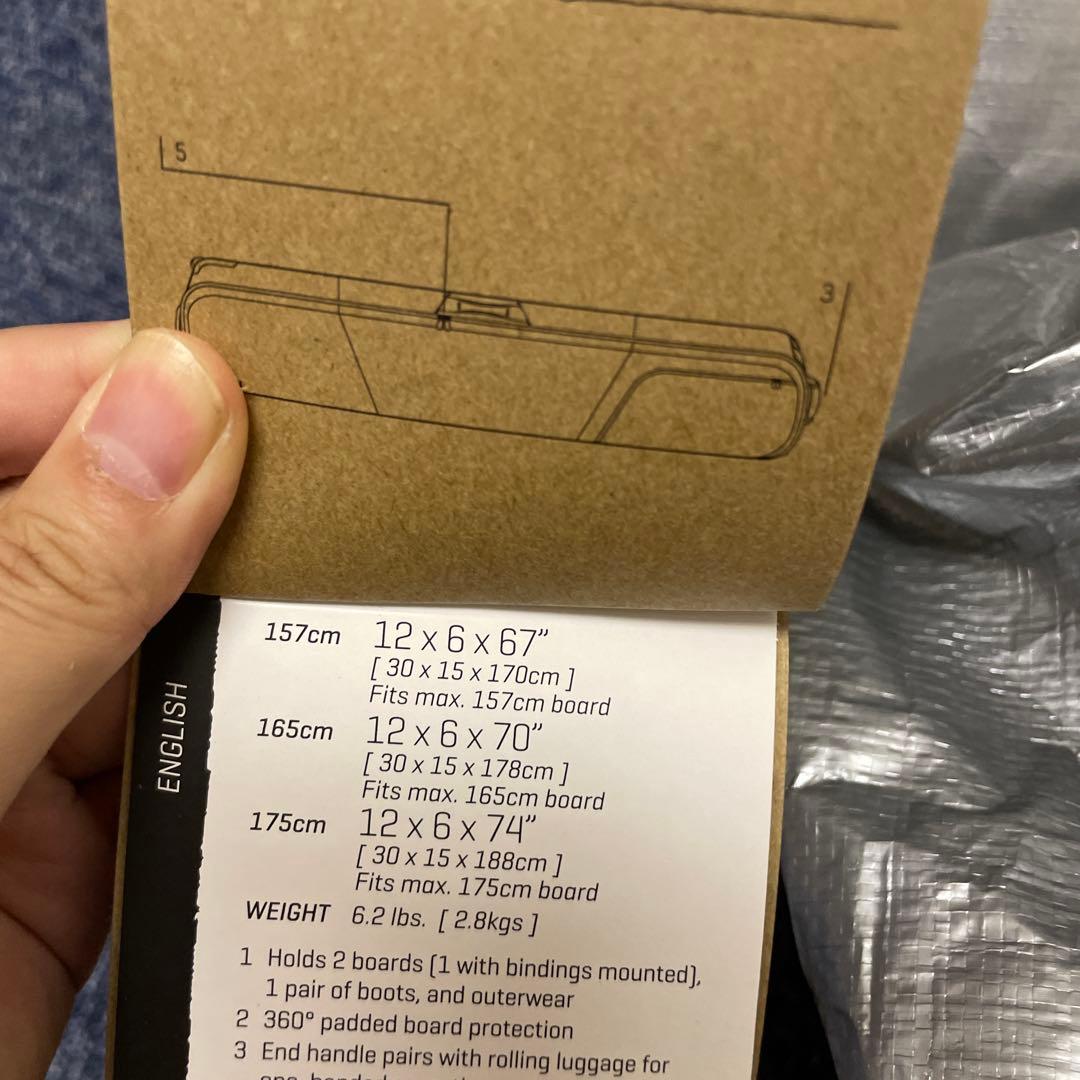 5
3
ENGLISH
157cm 12 x 6 x 67”
[ 30 x 15 x 170cm ]
Fits max. 157cm board
165cm 12 x 6 x 70”
[ 30 x 15 x 178cm ]
Fits max. 165cm board
175cm 12 x 6 x 74”
[ 30 x 15 x 188cm ]
Fits max. 175cm board
WEIGHT 6.2 lbs. [ 2.8kgs ]
1 Holds 2 boards (1 with bindings mounted),
1 pair of boots, and outerwear
2 360° padded board protection
3 End handle pairs with rolling luggage for